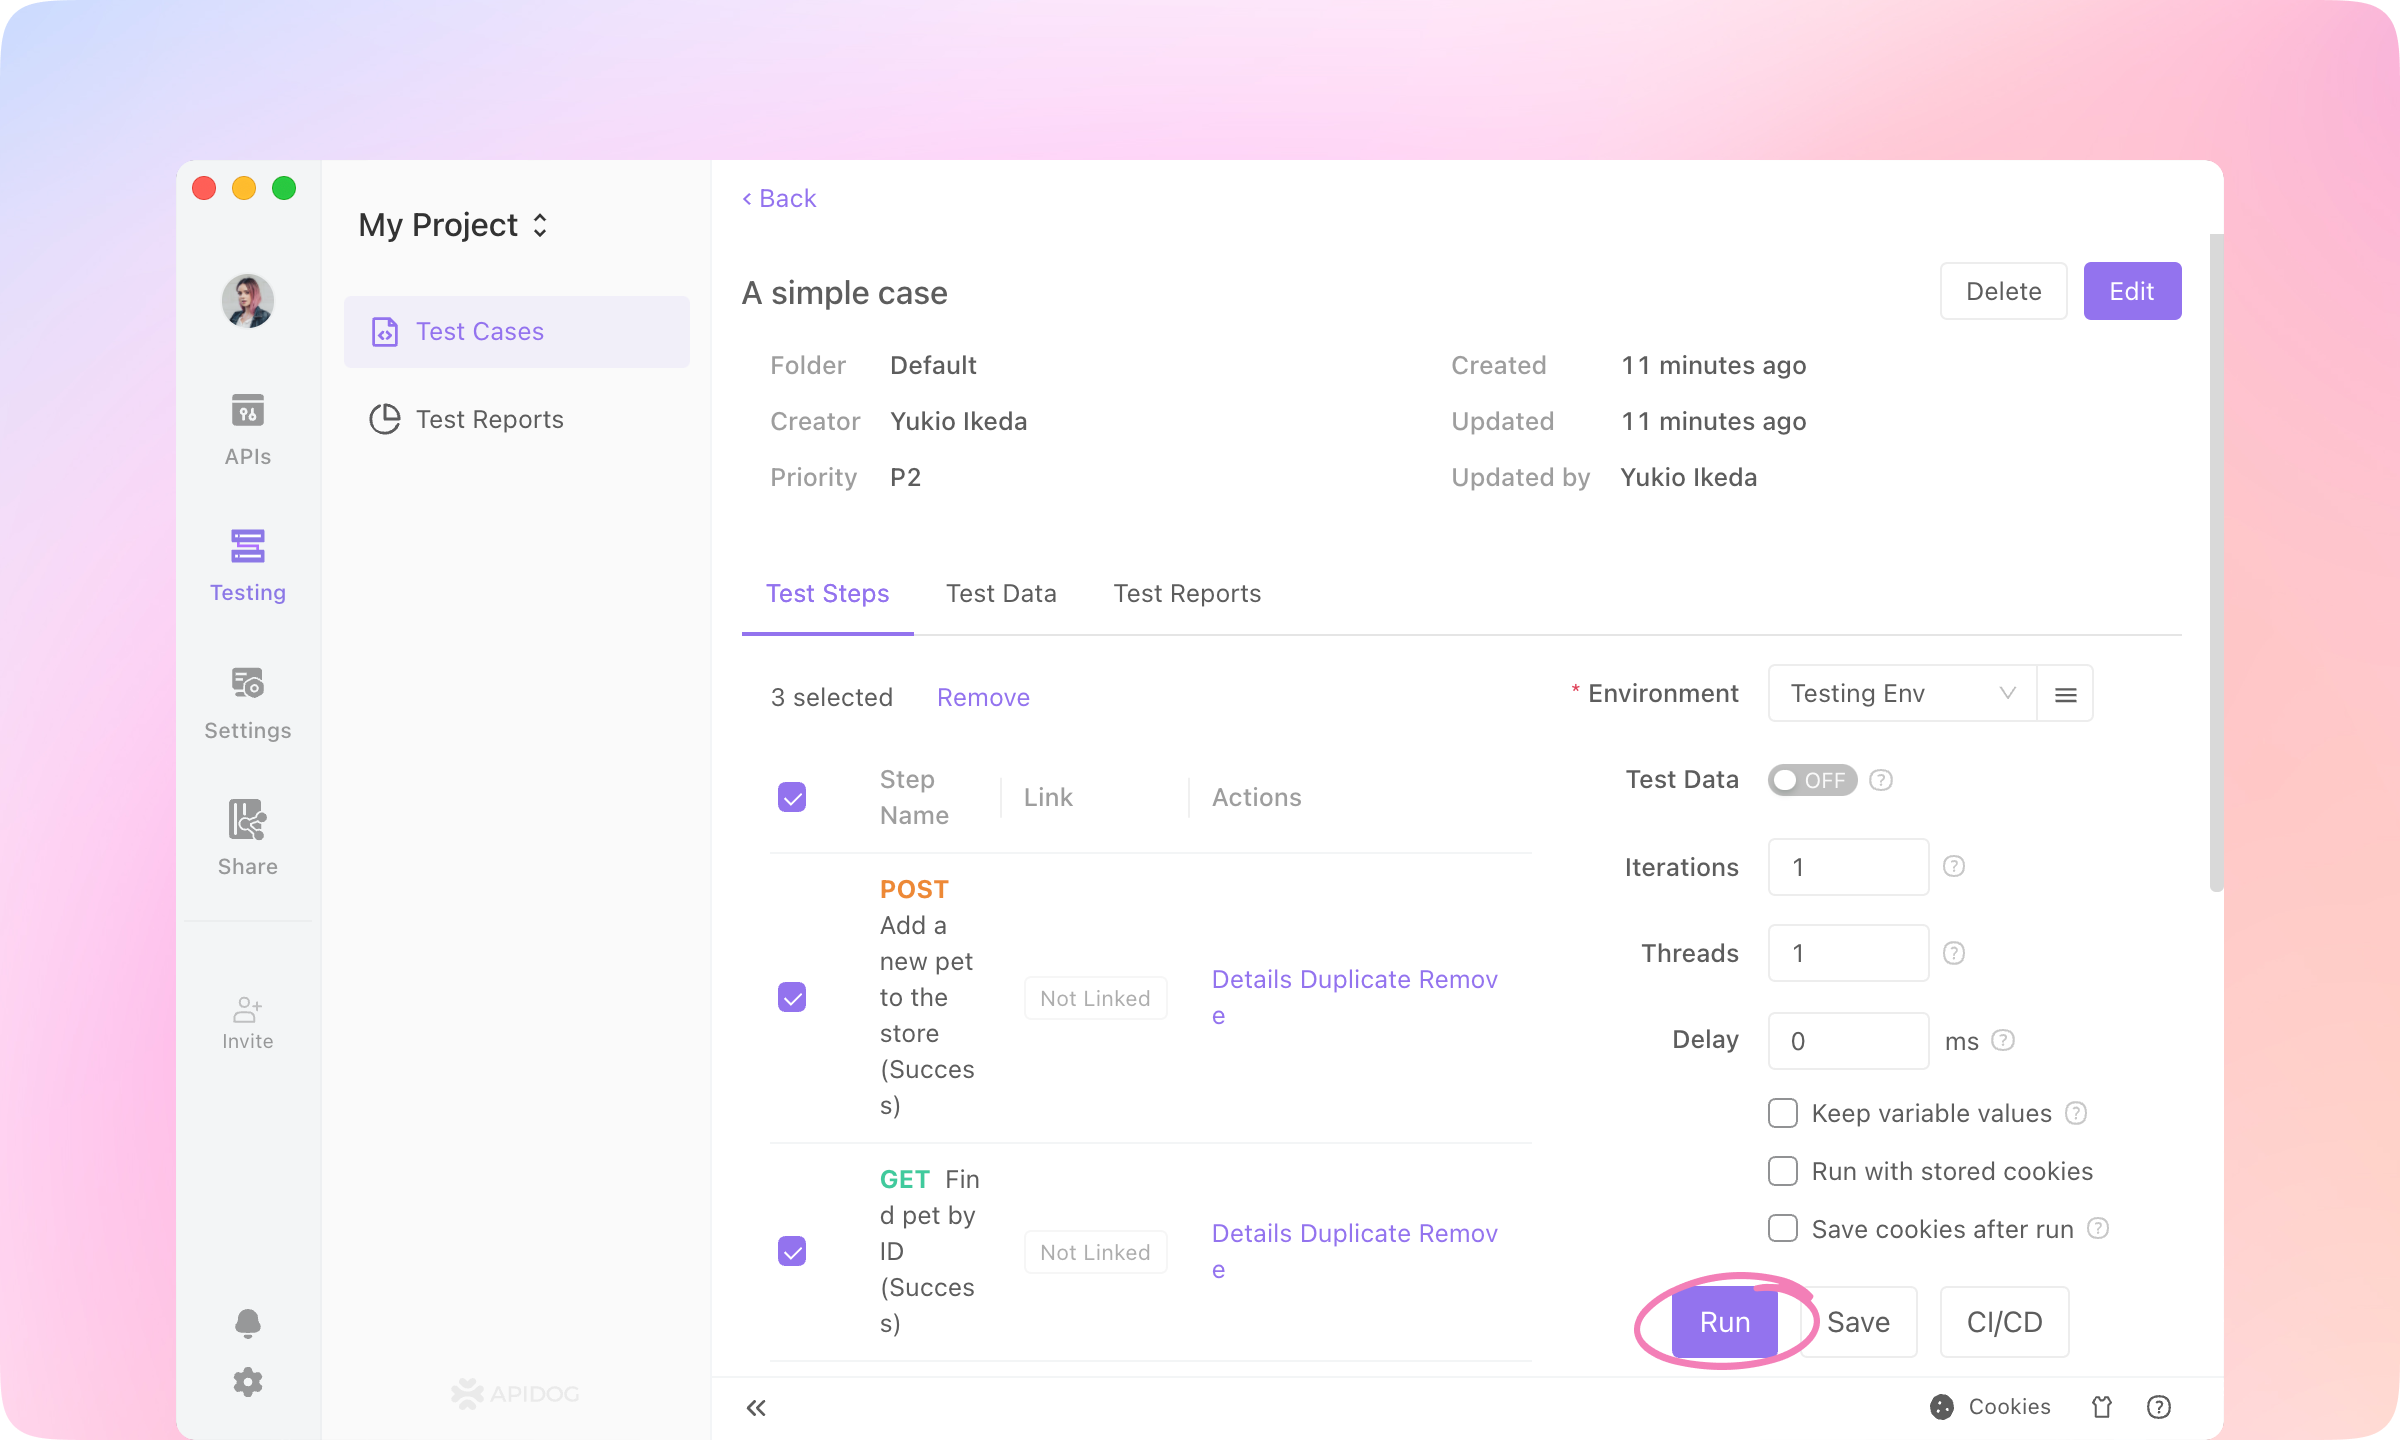 My Project
APIs
Testing
Settings
Share
Invite
Test Cases
Test Reports
APIDOG
Back
A simple case
Delete
Edit
Folder Default
Created 11 minutes ago
Creator Yukio Ikeda
Updated 11 minutes ago
Priority P2
Updated by Yukio Ikeda
Test Steps
Test Data
Test Reports
3 selected
Remove
Step
Name
Link
Actions
POST
Add a
new pet
to the
store
(Succes
s)
Not Linked
Details Duplicate Remov
e
GET Fin
d pet by
ID
(Succes
s)
Not Linked
Details Duplicate Remov
e
* Environment Testing Env
Test Data OFF ?
Iterations 1 ?
Threads 1 ?
Delay 0 ms ?
Keep variable values ?
Run with stored cookies
Save cookies after run ?
Run
Save
CI/CD
Cookies
?